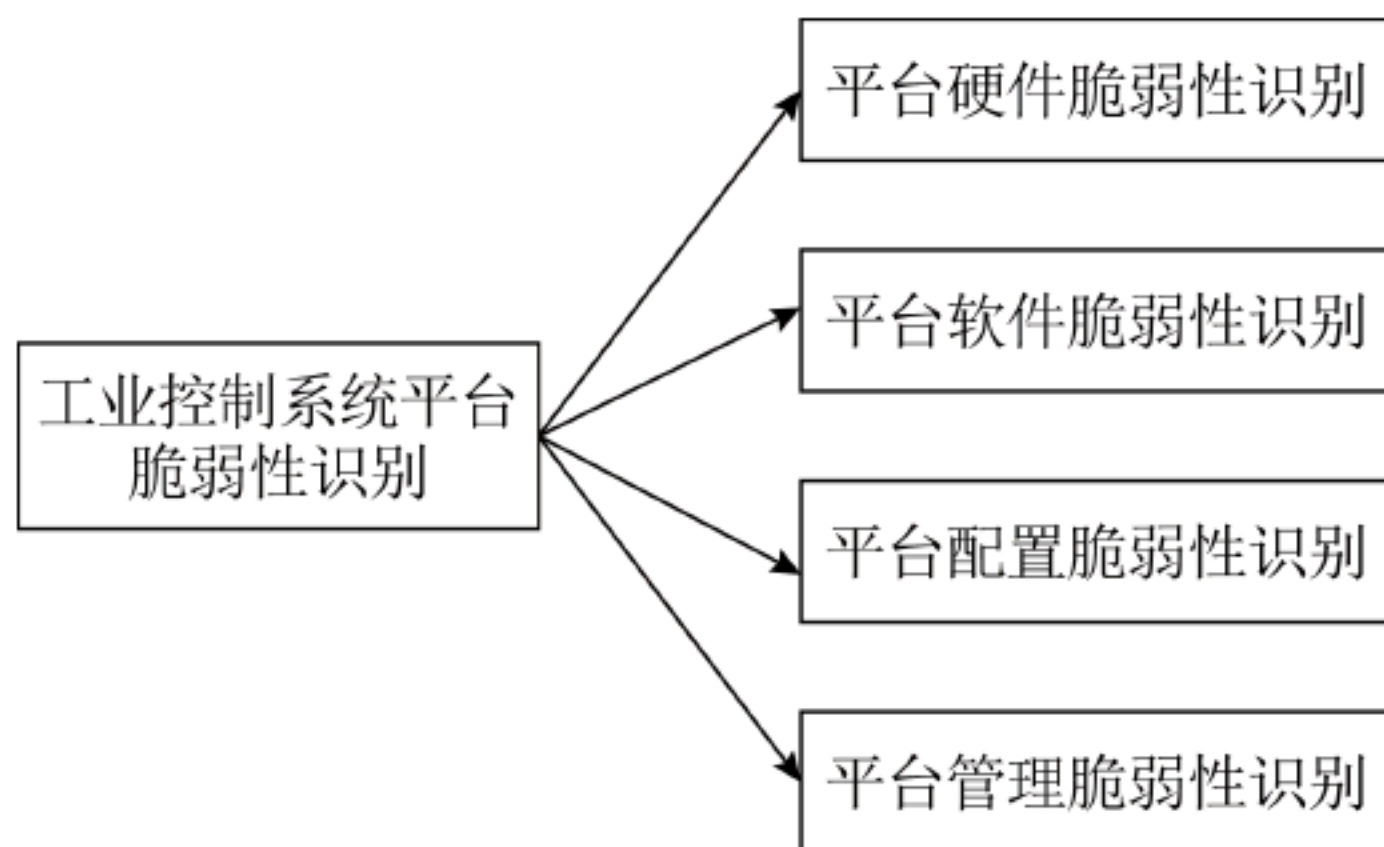 平台硬件脆弱性识别
平台软件脆弱性识别
工业控制系统平台
脆弱性识别
平台配置脆弱性识别
平台管理脆弱性识别